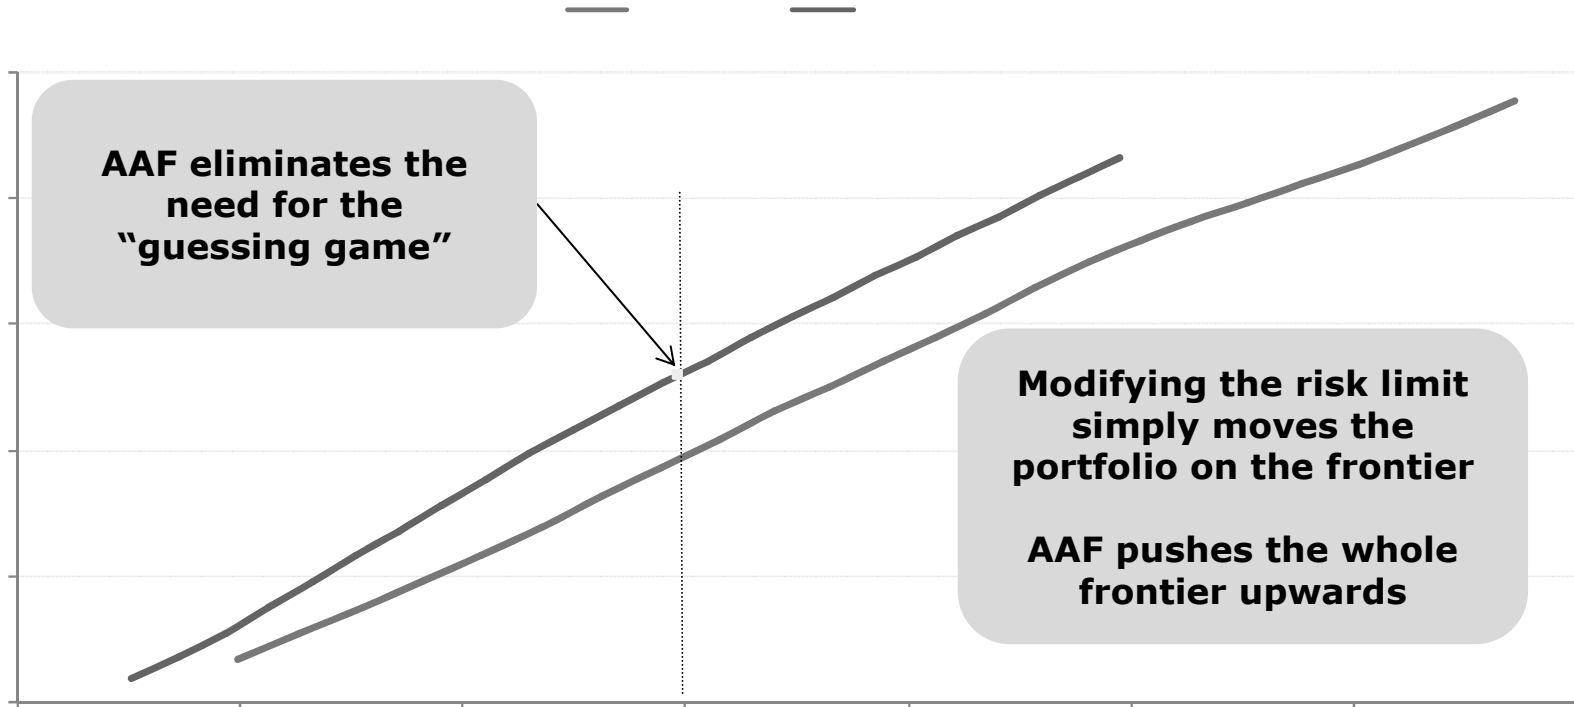 AAF eliminates the
need for the
“guessing game”
Modifying the risk limit
simply moves the
portfolio on the frontier
AAF pushes the whole
frontier upwards